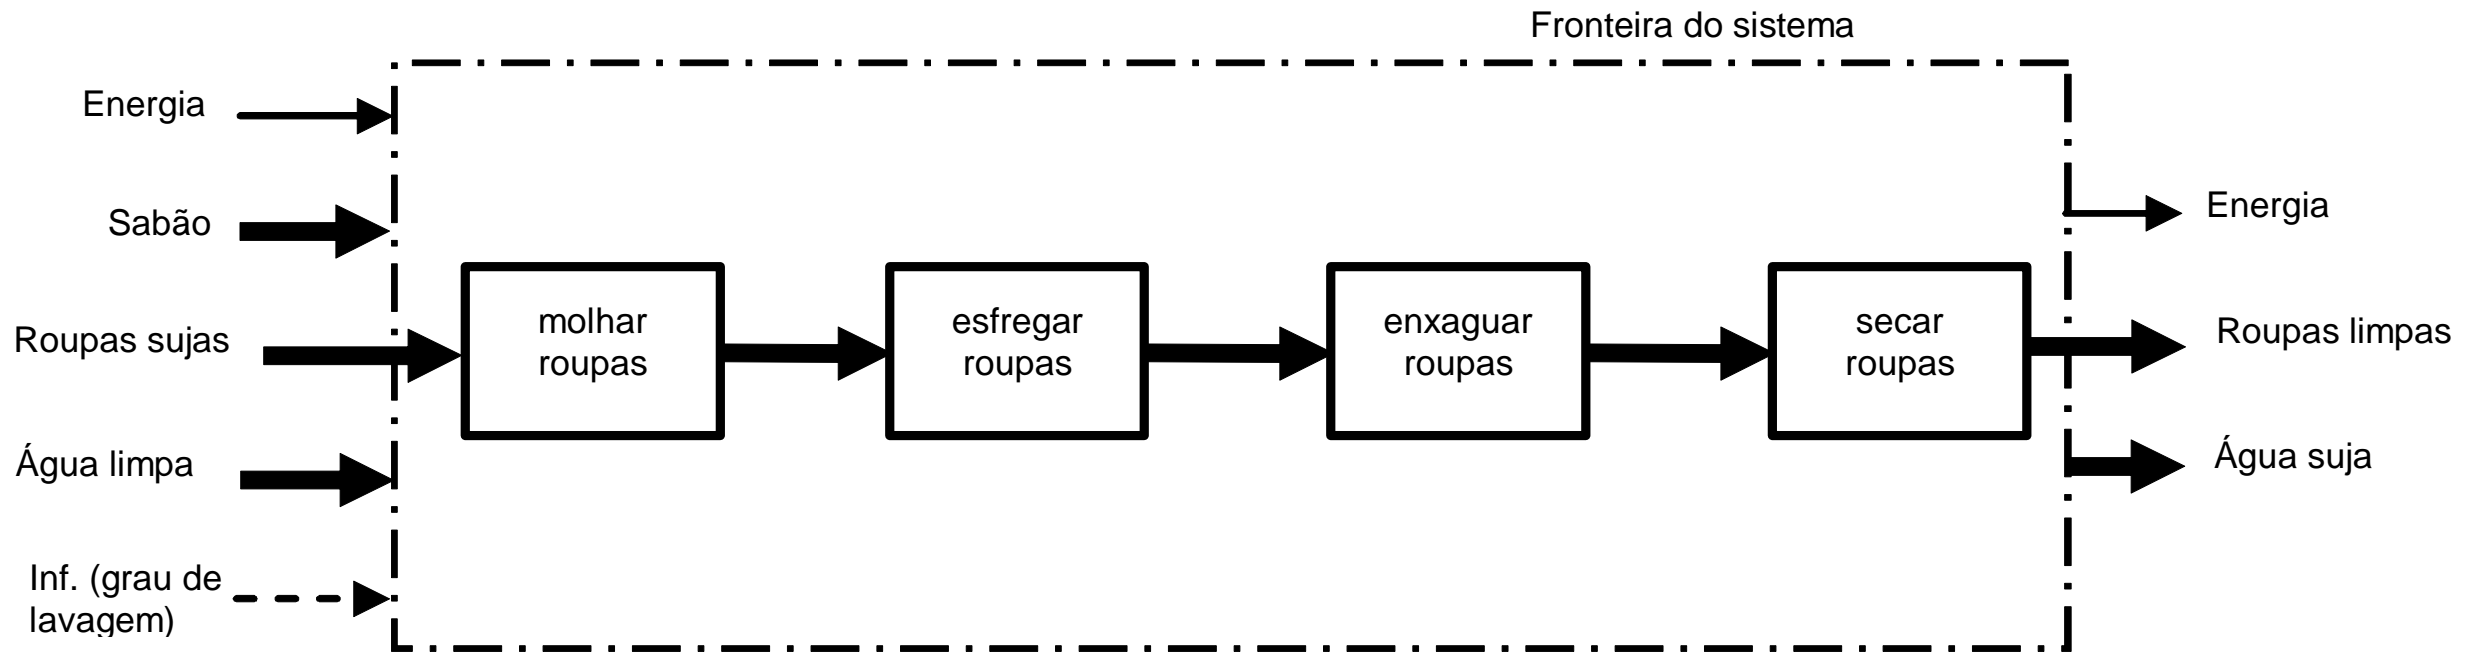 Fronteira do sistema
Energia
Sabão
Roupas sujas
Água limpa
Inf. (grau de
lavagem)
molhar
roupas
esfregar
roupas
enxaguar
roupas
secar
roupas
Energia
Roupas limpas
Água suja